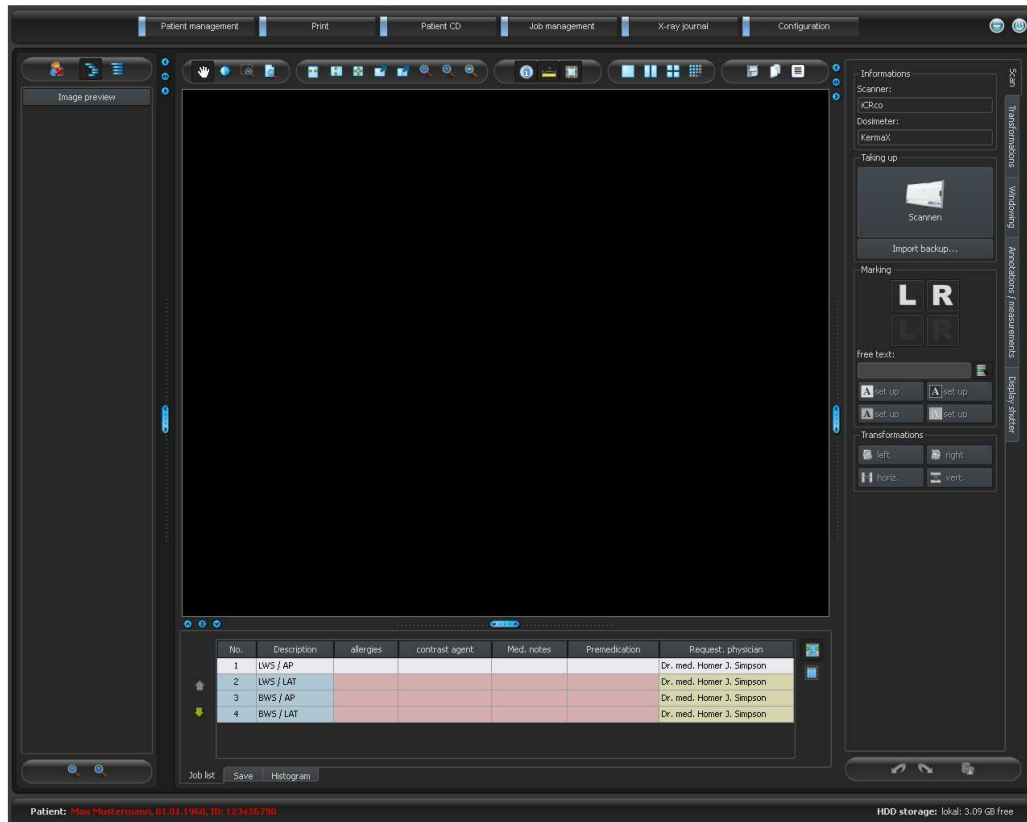 Patient management Print Patient CD Job management X-ray journal Configuration
Image preview
Informations
Scanner:
iCRco
Dosimeter:
KermaX
Taking up
Scannen
Import backup...
Marking
L R
L R
free text:
A set up A set up
A set up A set up
Transformations
left right
horiz. vert.
Scan
Transformations
Windowing
Annotations / measurements
Display shutter
No. Description allergies contrast agent Med. notes Premedication Request. physician
1 LWS / AP Dr. med. Homer J. Simpson
2 LWS / LAT Dr. med. Homer J. Simpson
3 BWS / AP Dr. med. Homer J. Simpson
4 BWS / LAT Dr. med. Homer J. Simpson
Job list Save Histogram
Patient: Max Mustermann, 01.01.1960, ID: 123456790 HDD storage: lokal: 3.09 GB free